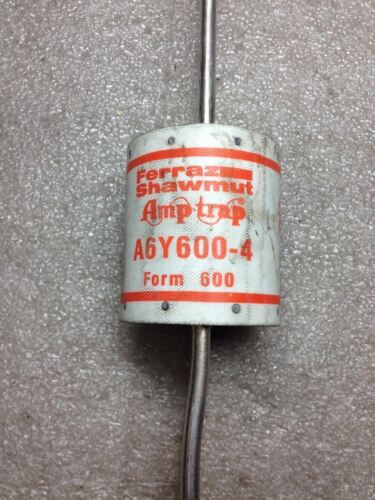 Ferraz
Shawmut
Amp-trap
A6Y600-4
Form 600